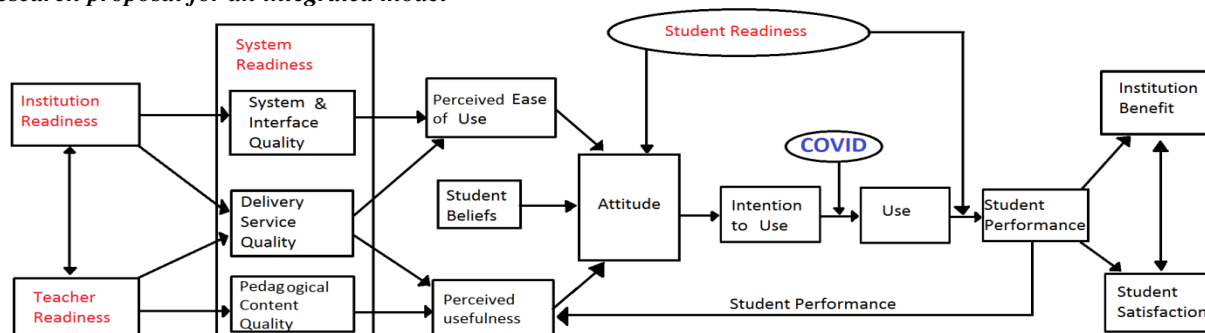 research proposal for an integrated model
Student Readiness
System
Readiness
Institution
Readiness
System &
Interface
Quality
Perceived Ease
of Use
Institution
Benefit
COVID
Student
Beliefs
Attitude
Delivery
Service
Quality
Intention
to Use
Use
Student
Performance
Teacher
Readiness
Pedagogical
Content
Quality
Perceived
usefulness
Student Performance
Student
Satisfaction